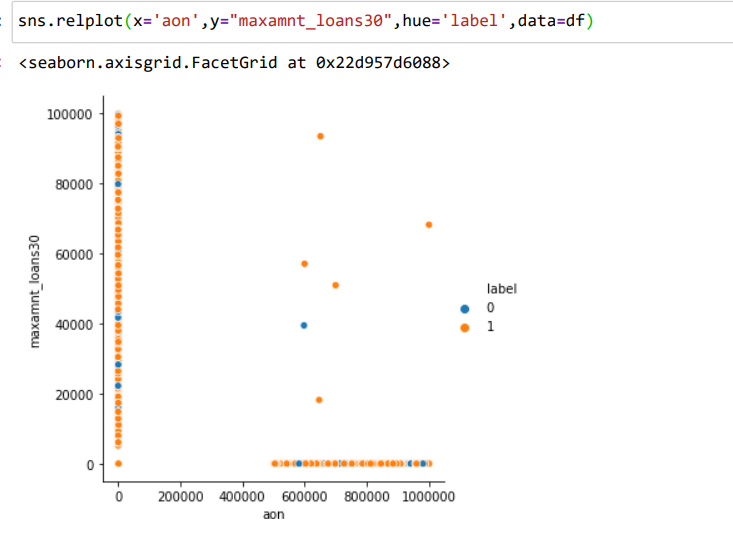 sns.relplot(x='aon',y="maxamnt_loans30",hue='label',data=df)
<seaborn.axisgrid.FacetGrid at 0x22d957d6088>
100000
80000
60000
40000
20000
0
maxamnt_loans30
label
0
1
0 200000 400000 600000 800000 1000000
aon